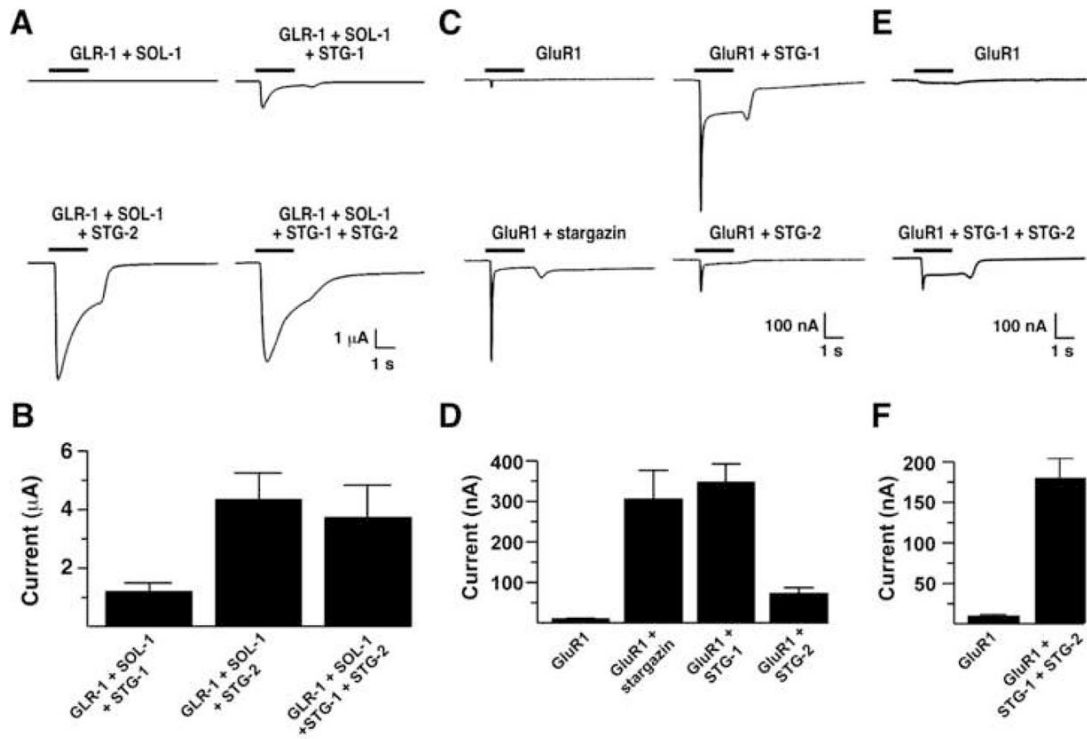 A
GLR-1 + SOL-1
GLR-1 + SOL-1
+ STG-1
GLR-1 + SOL-1
+ STG-2
GLR-1 + SOL-1
+ STG-1 + STG-2
1 μA
1 s
B
Current (μA)
6
4
2
GLR-1 + SOL-1
+ STG-1
GLR-1 + SOL-1
+ STG-2
GLR-1 + SOL-1
+STG-1 + STG-2
C
GluR1
GluR1 + STG-1
GluR1 + stargazin
GluR1 + STG-2
100 nA
1 s
D
Current (nA)
400
300
200
100
GluR1
GluR1 +
stargazin
GluR1 +
STG-1
GluR1 +
STG-2
E
GluR1
GluR1 + STG-1 + STG-2
100 nA
1 s
F
Current (nA)
200
150
100
50
GluR1
GluR1 +
STG-1 + STG-2